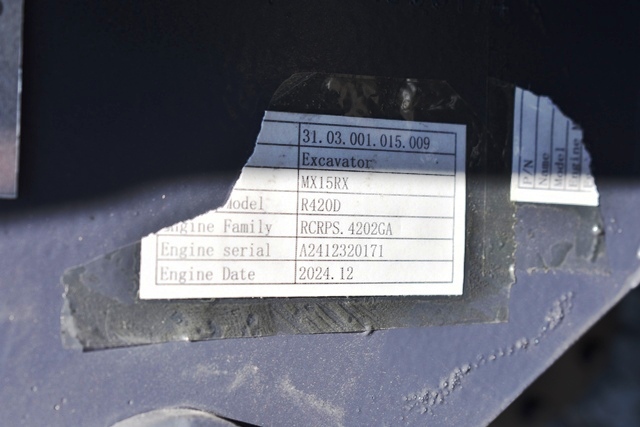 31.03.001.015.009
Excavator
MX15RX
Model R420D
Engine Family RCRPS.4202GA
Engine serial A2412320171
Engine Date 2024.12
P/N
Name
Model
Engine